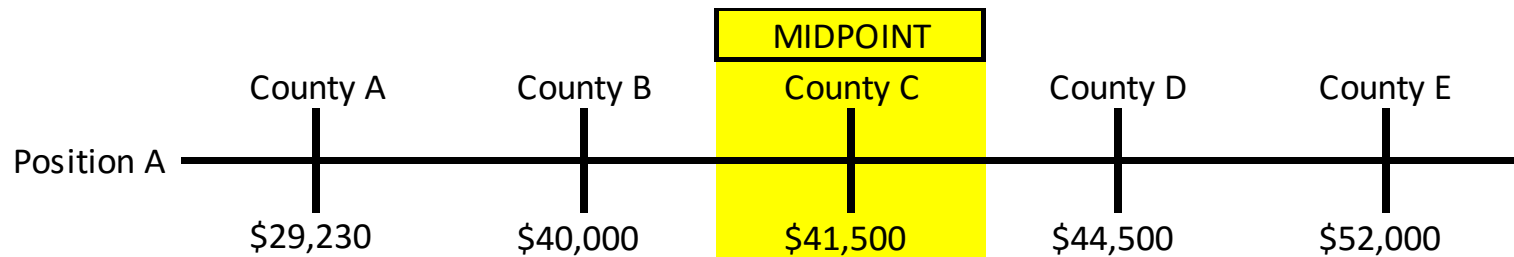 MIDPOINT
County A County B County C County D County E
Position A
$29,230 $40,000 $41,500 $44,500 $52,000